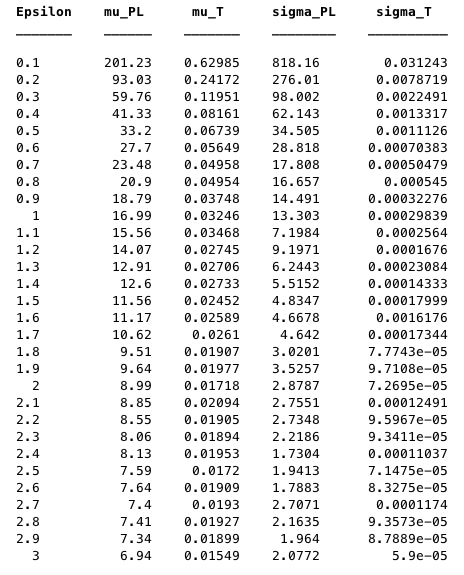 Epsilon mu_PL mu_T sigma_PL sigma_T
0.1 201.23 0.62985 818.16 0.031243
0.2 93.03 0.24172 276.01 0.0078719
0.3 59.76 0.11951 98.002 0.0022491
0.4 41.33 0.08161 62.143 0.0013317
0.5 33.2 0.06739 34.505 0.0011126
0.6 27.7 0.05649 28.818 0.00070383
0.7 23.48 0.04958 17.808 0.00050479
0.8 20.9 0.04954 16.657 0.000545
0.9 18.79 0.03748 14.491 0.00032276
1 16.99 0.03246 13.303 0.00029839
1.1 15.56 0.03468 7.1984 0.0002564
1.2 14.07 0.02745 9.1971 0.0001676
1.3 12.91 0.02706 6.2443 0.00023084
1.4 12.6 0.02733 5.5152 0.00014333
1.5 11.56 0.02452 4.8347 0.00017999
1.6 11.17 0.02589 4.6678 0.0016176
1.7 10.62 0.0261 4.642 0.00017344
1.8 9.51 0.01907 3.0201 7.7743e-05
1.9 9.64 0.01977 3.5257 9.7108e-05
2 8.99 0.01718 2.8787 7.2695e-05
2.1 8.85 0.02094 2.7551 0.00012491
2.2 8.55 0.01905 2.7348 9.5967e-05
2.3 8.06 0.01894 2.2186 9.3411e-05
2.4 8.13 0.01953 1.7304 0.00011037
2.5 7.59 0.0172 1.9413 7.1475e-05
2.6 7.64 0.01909 1.7883 8.3275e-05
2.7 7.4 0.0193 2.7071 0.0001174
2.8 7.41 0.01927 2.1635 9.3573e-05
2.9 7.34 0.01899 1.964 8.7889e-05
3 6.94 0.01549 2.0772 5.9e-05